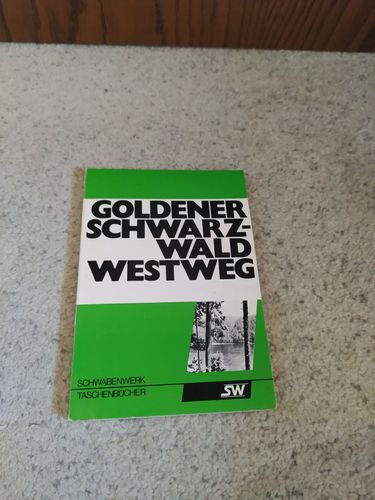 GOLDENER
SCHWARZ-
WALD
WESTWEG
SCHWABENWERK
TASCHENBÜCHER
SW